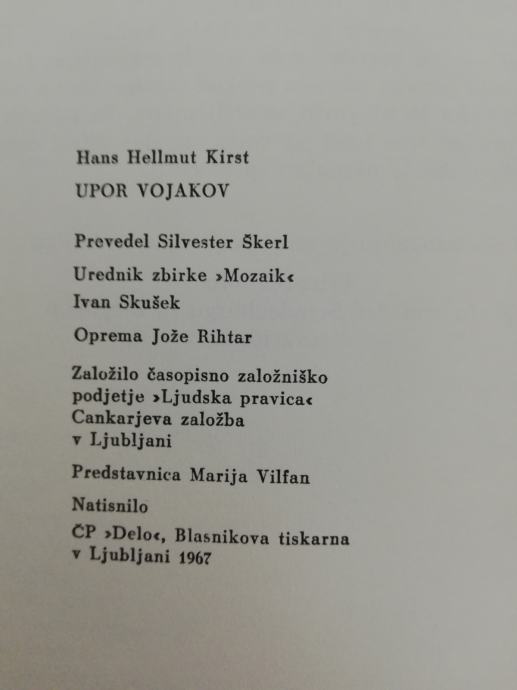 Hans Hellmut Kirst
UPOR VOJAKOV
Prevedel Silvester Škerl
Urednik zbirke ›Mozaik‹
Ivan Skušek
Oprema Jože Rihtar
Založilo časopisno založniško
podjetje ›Ljudska pravica‹
Cankarjeva založba
v Ljubljani
Predstavnica Marija Vilfan
Natisnilo
ČP ›Delo‹, Blasnikova tiskarna
v Ljubljani 1967